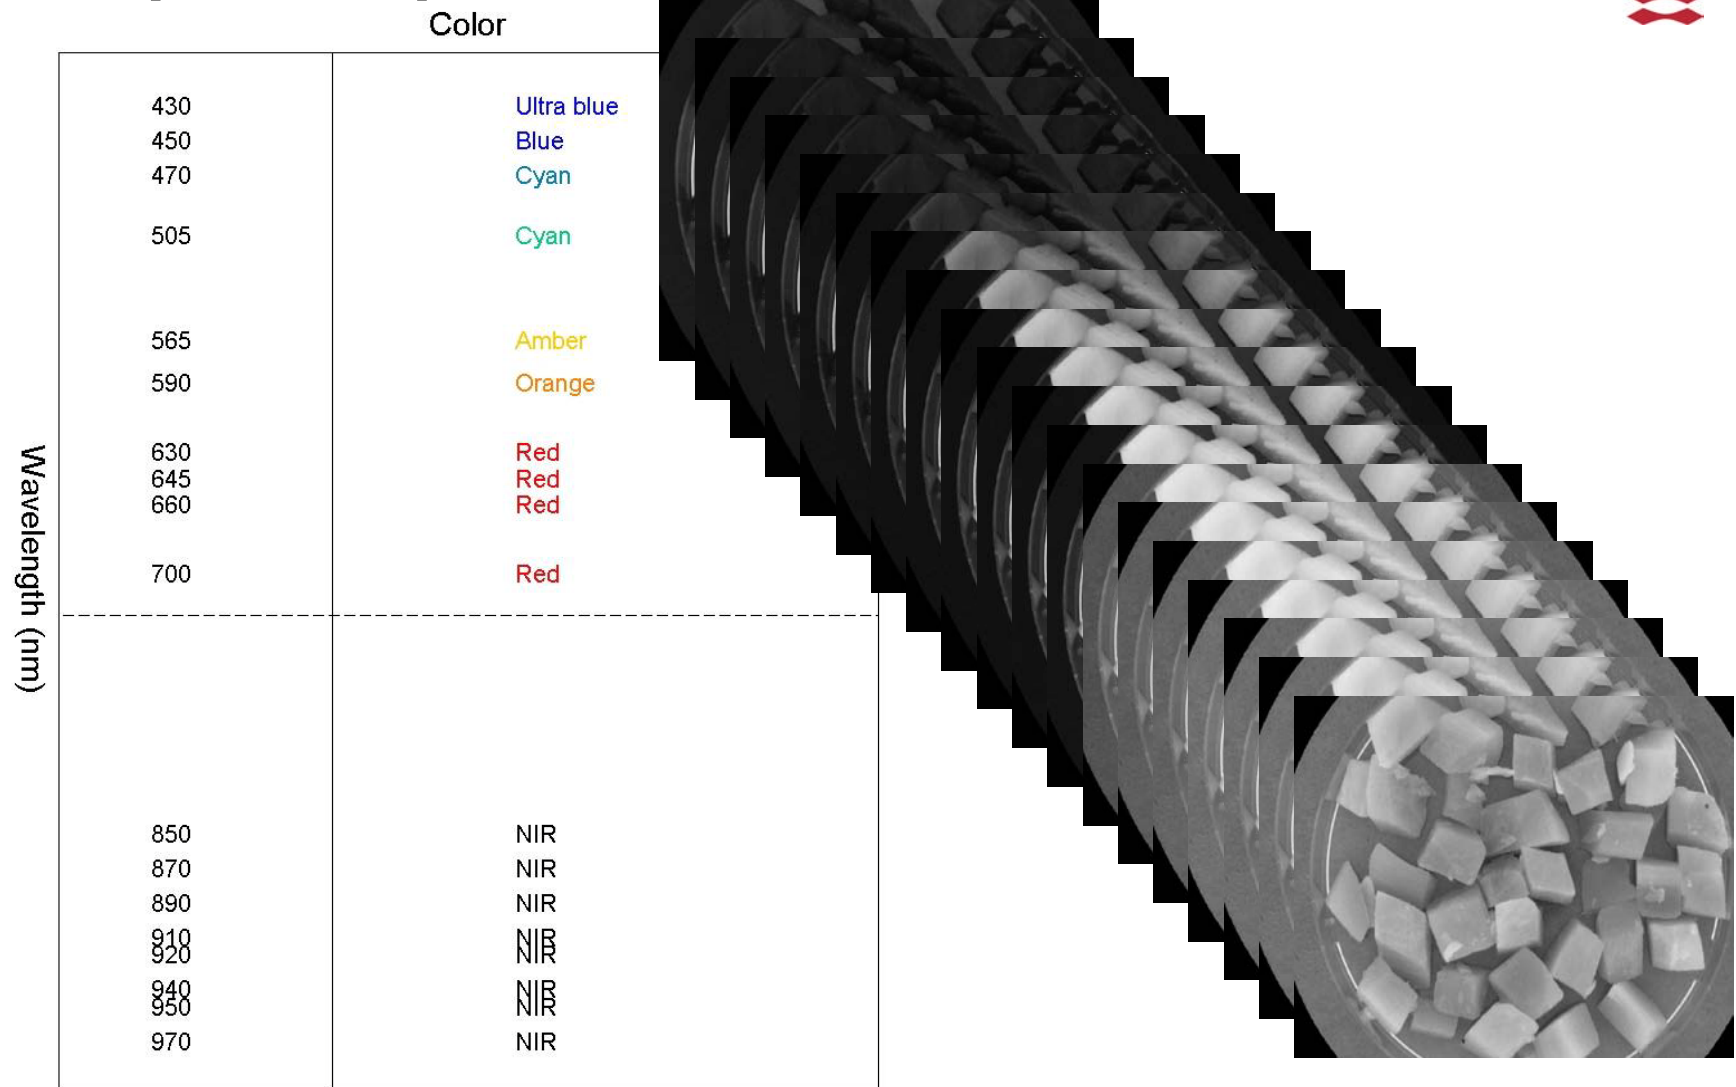 Color
Wavelength (nm)
430 Ultra blue
450 Blue
470 Cyan
505 Cyan
565 Amber
590 Orange
630 Red
645 Red
660 Red
700 Red
850 NIR
870 NIR
890 NIR
910 NIR
920 NIR
940 NIR
950 NIR
970 NIR